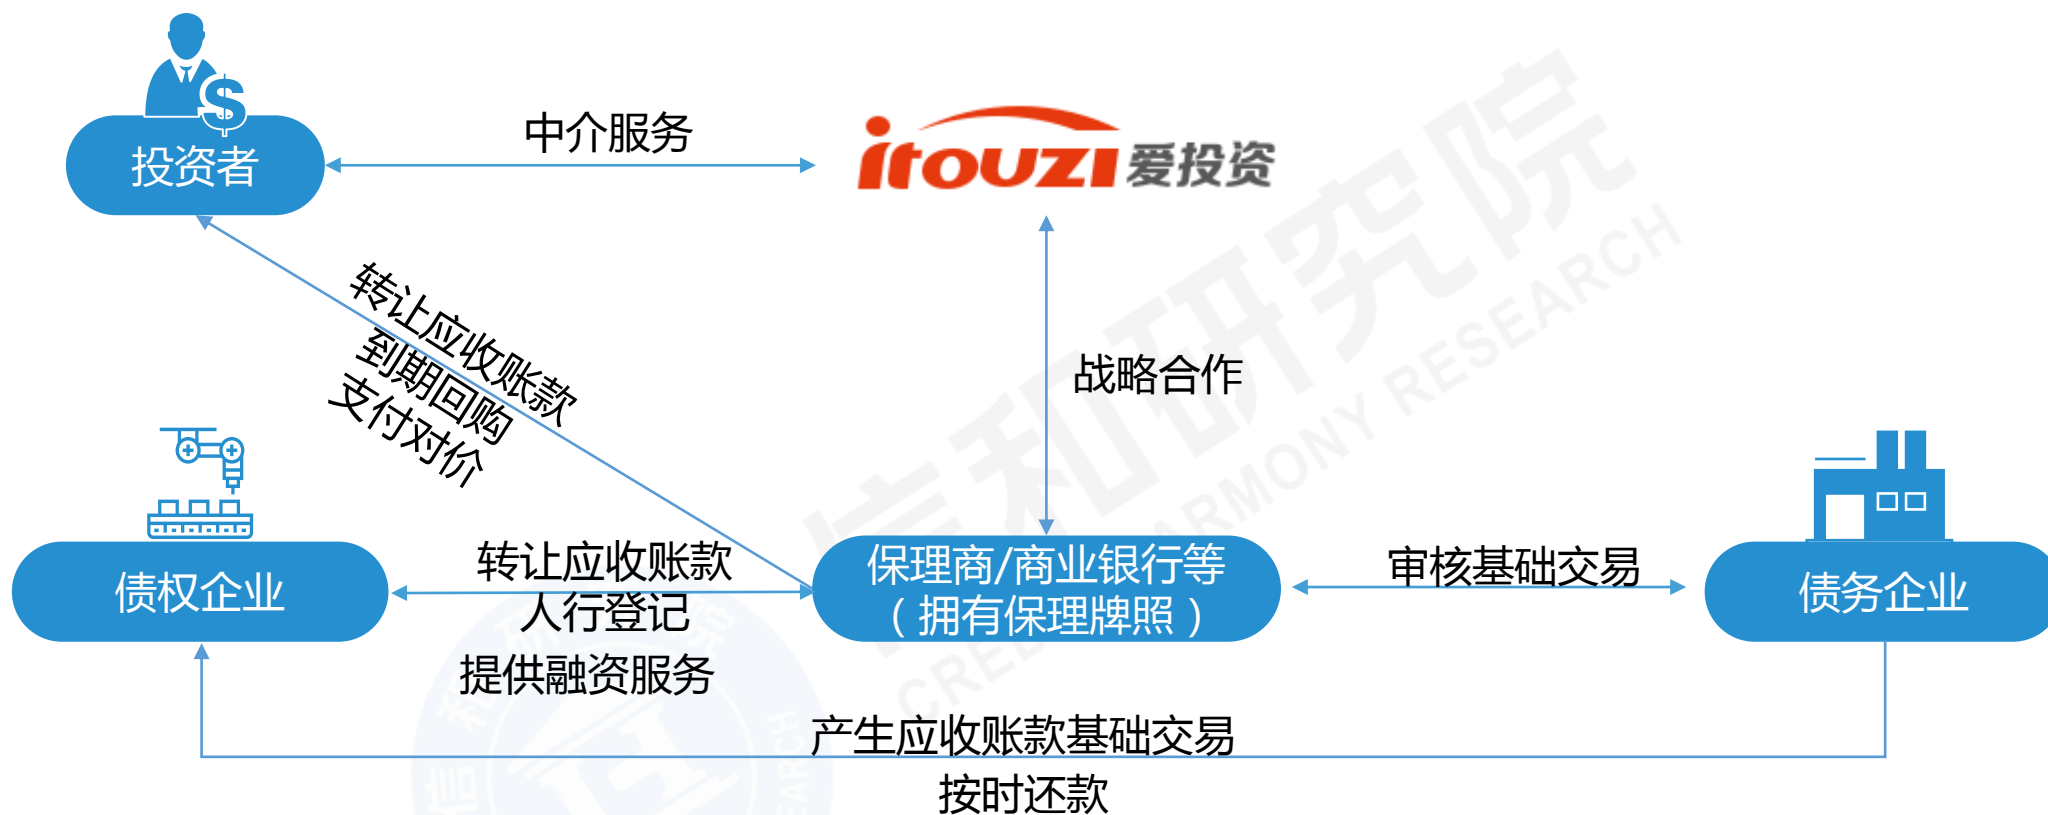 投资者
中介服务
itouzi 爱投资
转让应收账款
到期回购
支付对价
战略合作
债权企业
转让应收账款
人行登记
提供融资服务
保理商/商业银行等
（拥有保理牌照）
审核基础交易
债务企业
产生应收账款基础交易
按时还款
信和研究院